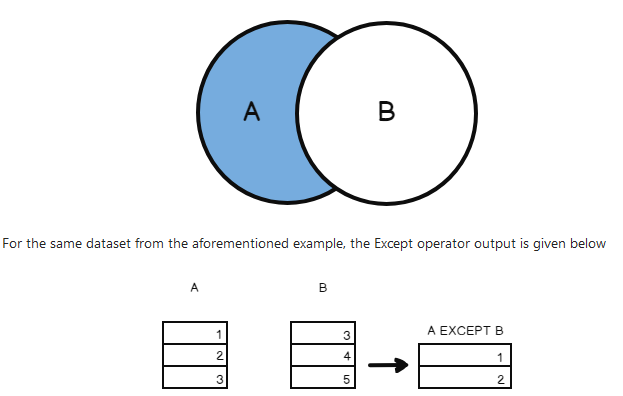 A B
For the same dataset from the aforementioned example, the Except operator output is given below
A B
A EXCEPT B
1 3 1
2 4 2
3 5